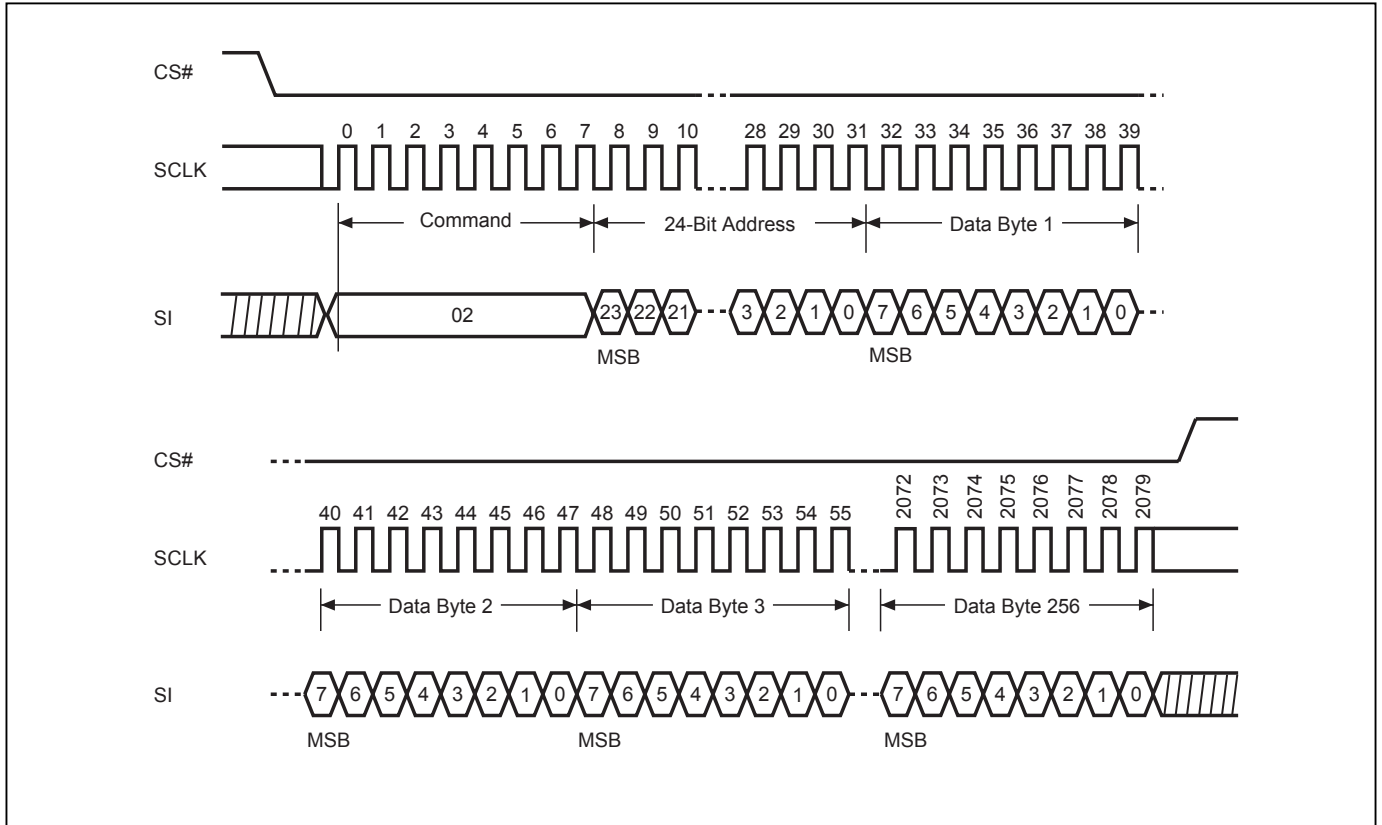 CS#
0 1 2 3 4 5 6 7 8 9 10 28 29 30 31 32 33 34 35 36 37 38 39
SCLK
Command 24-Bit Address Data Byte 1
SI 02 23 22 21 3 2 1 0 7 6 5 4 3 2 1 0
MSB MSB
CS#
2072 2073 2074 2075 2076 2077 2078 2079
40 41 42 43 44 45 46 47 48 49 50 51 52 53 54 55
SCLK
Data Byte 2 Data Byte 3 Data Byte 256
SI 7 6 5 4 3 2 1 0 7 6 5 4 3 2 1 0 7 6 5 4 3 2 1 0
MSB MSB MSB